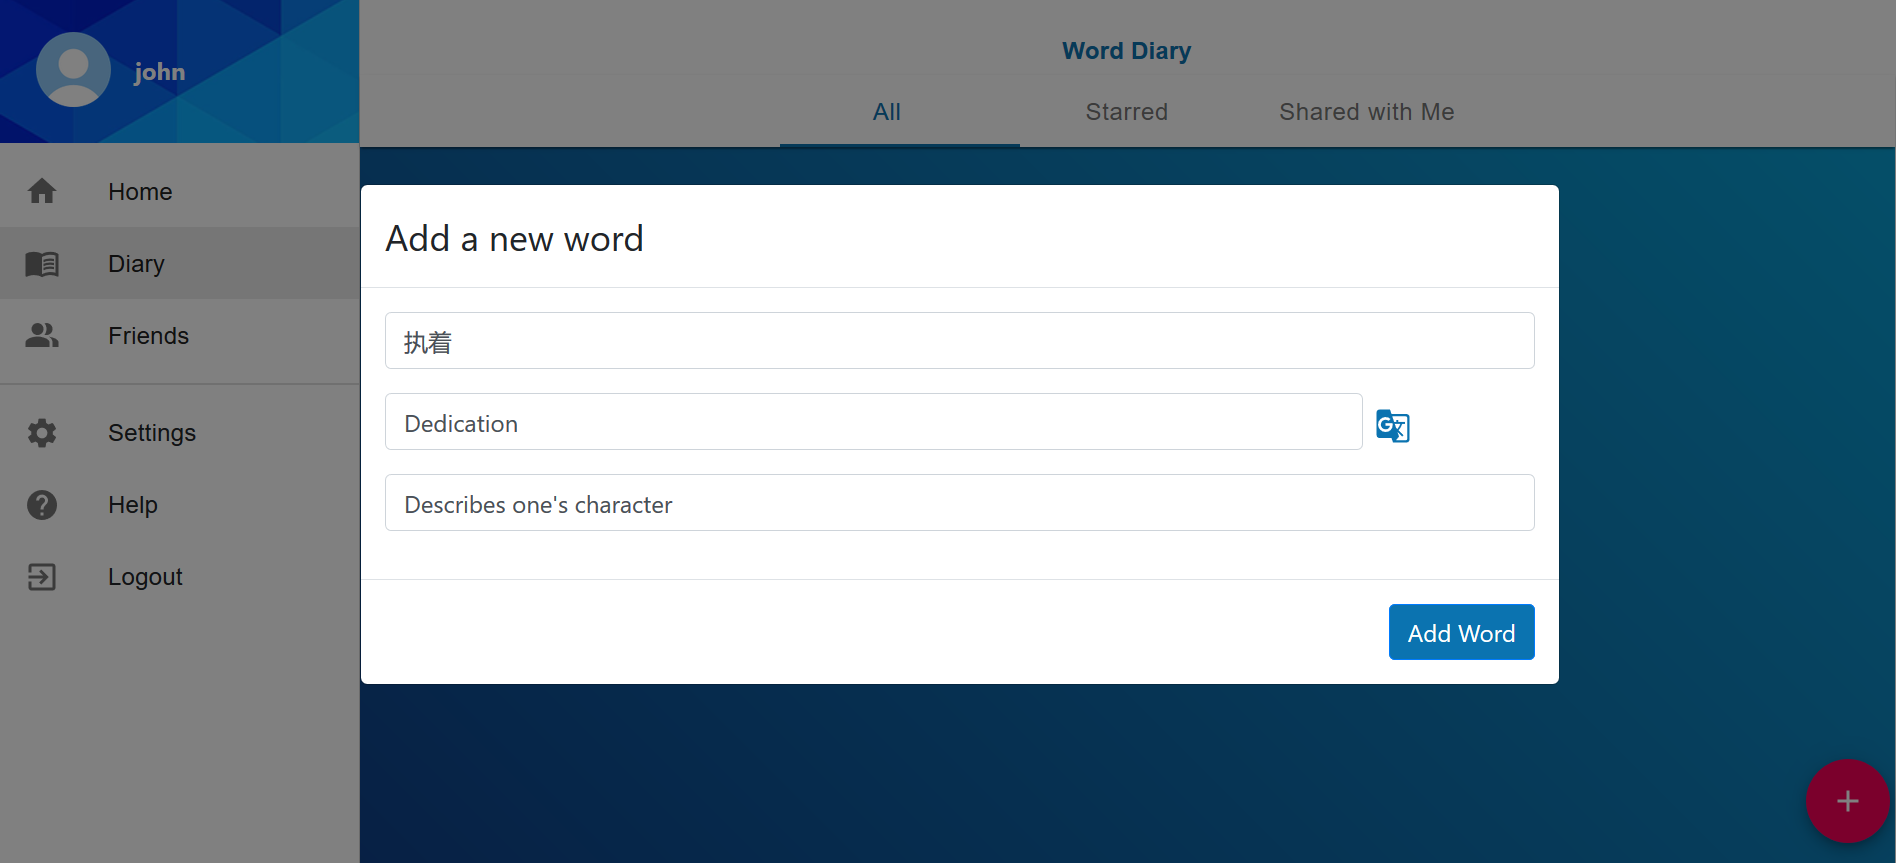 john
Home
Diary
Friends
Settings
Help
Logout
Word Diary
All Starred Shared with Me
Add a new word
执着
Dedication
Describes one's character
Add Word